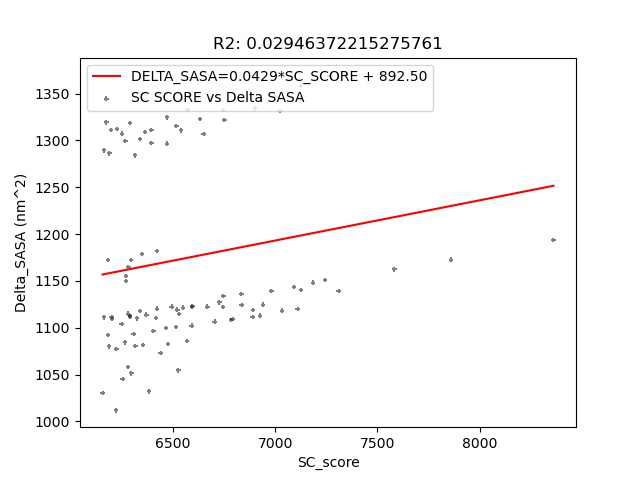 R2: 0.02946372215275761
DELTA_SASA=0.0429*SC_SCORE + 892.50
SC SCORE vs Delta SASA
1350
1300
1250
1200
1150
1100
1050
1000
Delta_SASA (nm^2)
6500 7000 7500 8000
SC_score